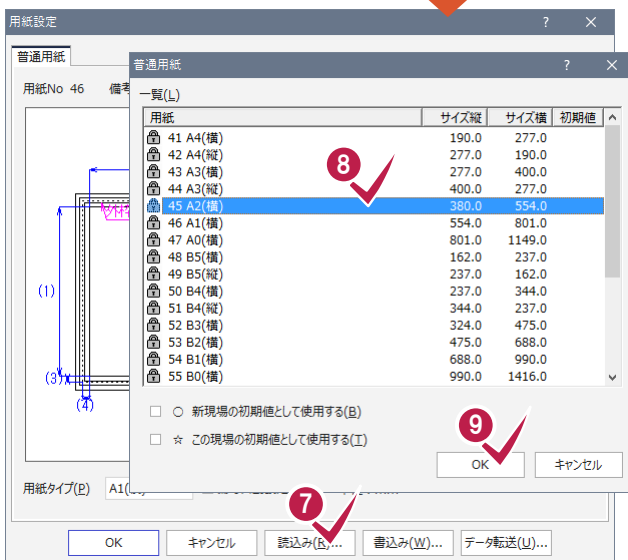 用紙設定 ? ×
普通用紙
用紙No 46 備考
(1)
(3)
(4)
用紙タイプ(P) A1(
7
OK キャンセル 読込み(R)... 書込み(W)... データ転送(U)...
普通用紙 ? ×
一覧(L)
用紙 サイズ縦 サイズ横 初期値
41 A4(横) 190.0 277.0
42 A4(縦) 277.0 190.0
43 A3(横) 277.0 400.0
44 A3(縦) 400.0 277.0
45 A2(横) 380.0 554.0
46 A1(横) 554.0 801.0
47 A0(横) 801.0 1149.0
48 B5(横) 162.0 237.0
49 B5(縦) 237.0 162.0
50 B4(横) 237.0 344.0
51 B4(縦) 344.0 237.0
52 B3(横) 324.0 475.0
53 B2(横) 475.0 688.0
54 B1(横) 688.0 990.0
55 B0(横) 990.0 1416.0
8
○ 新現場の初期値として使用する(B)
☆ この現場の初期値として使用する(T)
9
OK キャンセル